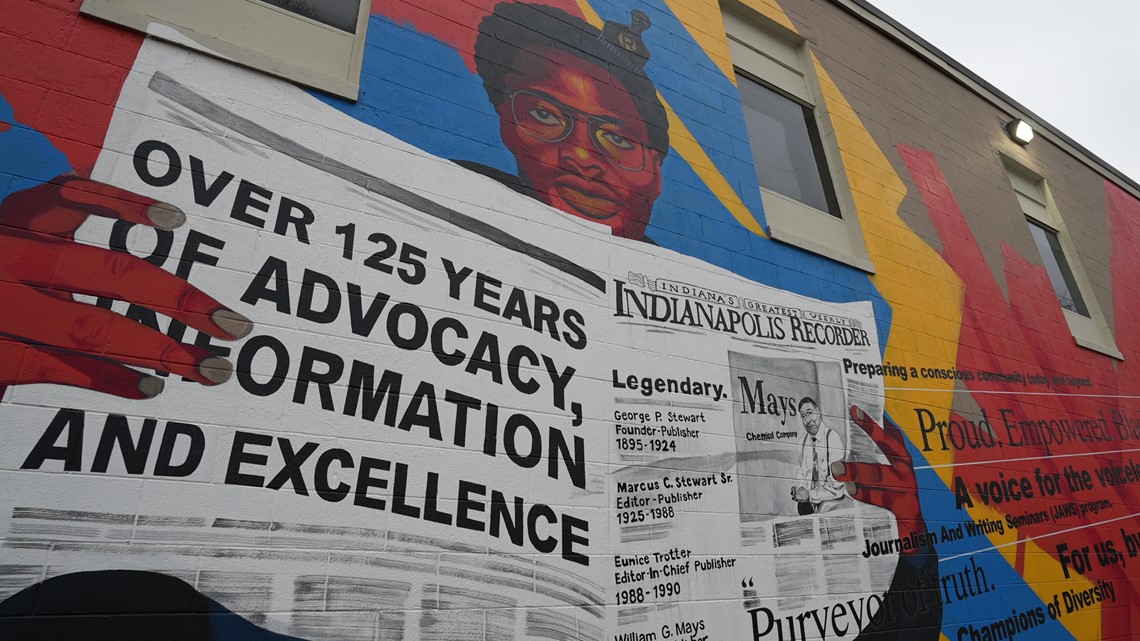 OVER 125 YEARS
OF ADVOCACY,
INFORMATION
AND EXCELLENCE
INDIANA'S GREATEST WEEKLY
INDIANAPOLIS RECORDER
Legendary.
George P. Stewart
Founder-Publisher
1895-1924
Marcus C. Stewart Sr.
Editor-Publisher
1925-1988
Eunice Trotter
Editor-In-Chief Publisher
1988-1990
William G. Mays
Mays
Chemical Company
R
Preparing a conscious community today and beyond.
Proud. Empowered
A voice for the voiceless
Journalism And Writing Seminars (JAWS) program.
For us, by
"Purveyor of truth.
Champions of Diversity